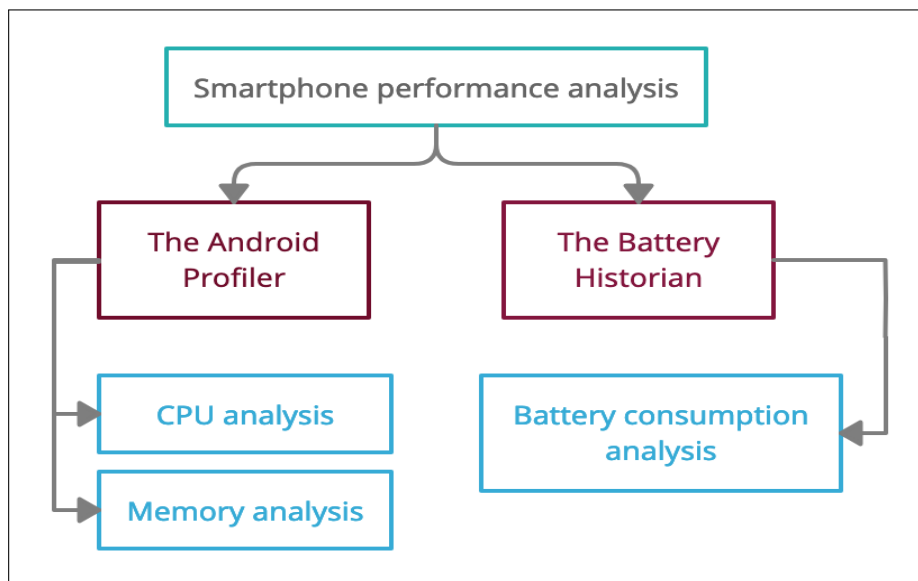 Smartphone performance analysis
The Android
Profiler
The Battery
Historian
CPU analysis
Memory analysis
Battery consumption
analysis